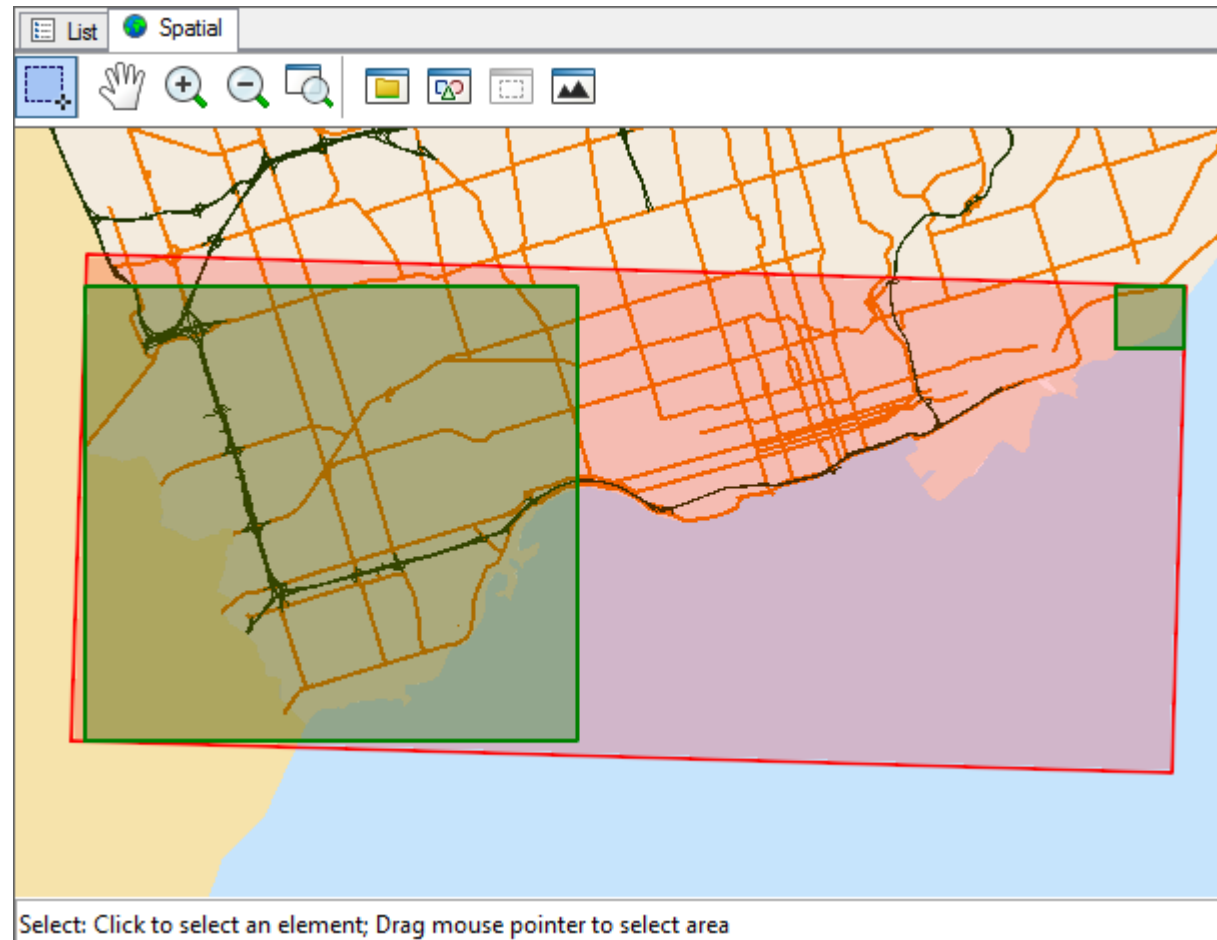 List
Spatial
Select: Click to select an element; Drag mouse pointer to select area